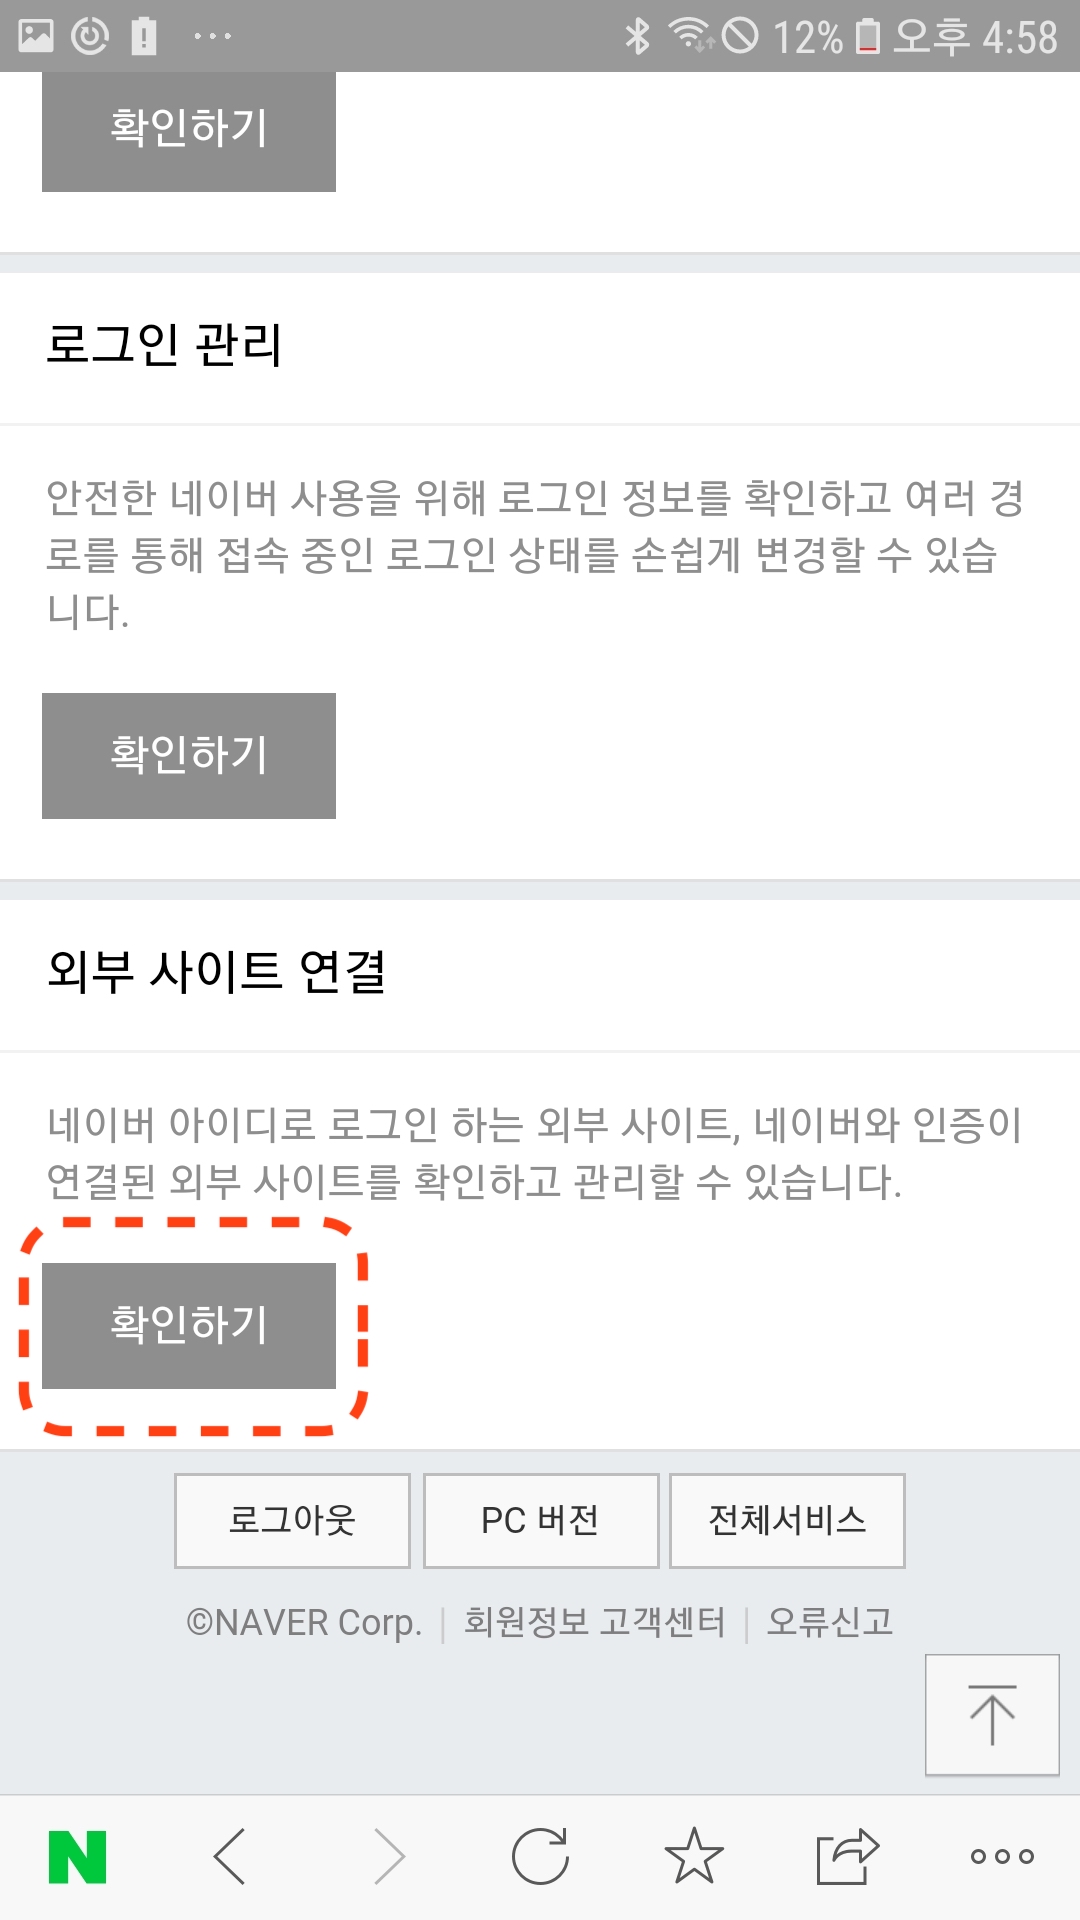 12% 오후 4:58
확인하기
로그인 관리
안전한 네이버 사용을 위해 로그인 정보를 확인하고 여러 경
로를 통해 접속 중인 로그인 상태를 손쉽게 변경할 수 있습
니다.
확인하기
외부 사이트 연결
네이버 아이디로 로그인 하는 외부 사이트, 네이버와 인증이
연결된 외부 사이트를 확인하고 관리할 수 있습니다.
확인하기
로그아웃 PC 버전 전체서비스
©NAVER Corp. | 회원정보 고객센터 | 오류신고
N